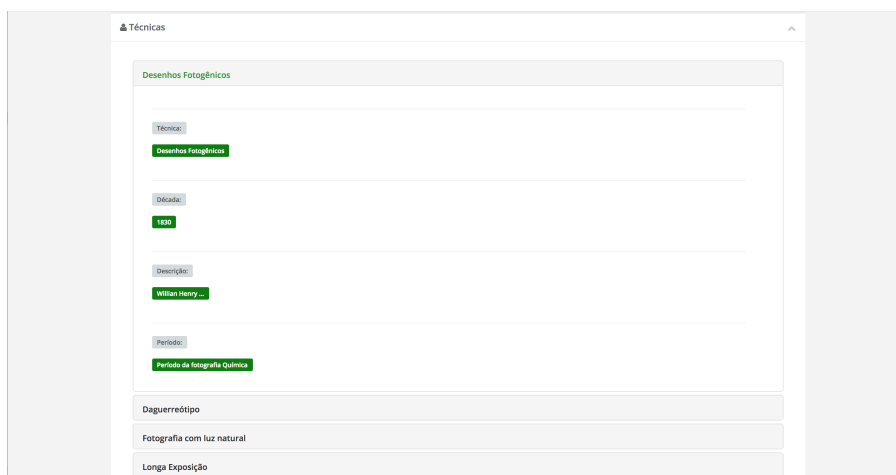 Técnicas
Desenhos Fotogênicos
Técnica:
Desenhos Fotogênicos
Década:
1830
Descrição:
Willian Henry ...
Período:
Período da fotografia Química
Daguerreótipo
Fotografia com luz natural
Longa Exposição